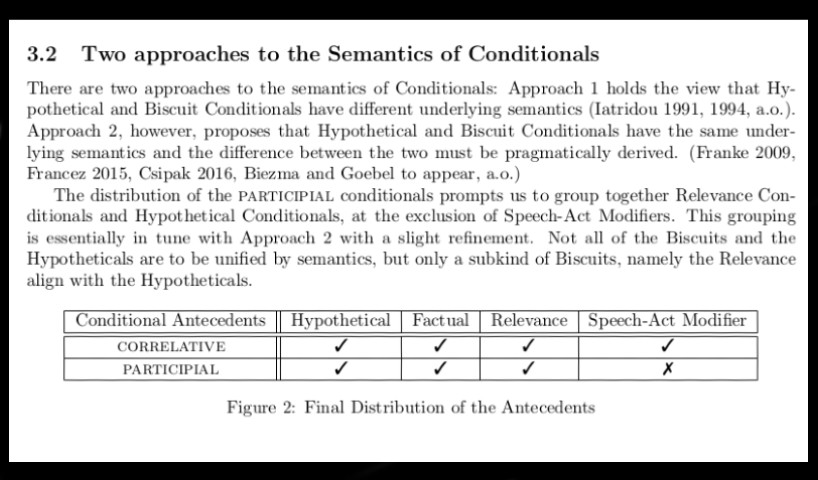 3.2 Two approaches to the Semantics of Conditionals
There are two approaches to the semantics of Conditionals: Approach 1 holds the view that Hy-
pothetical and Biscuit Conditionals have different underlying semantics (Iatridou 1991, 1994, a.o.).
Approach 2, however, proposes that Hypothetical and Biscuit Conditionals have the same under-
lying semantics and the difference between the two must be pragmatically derived. (Franke 2009,
Francez 2015, Csipak 2016, Biezma and Goebel to appear, a.o.)
The distribution of the PARTICIPIAL conditionals prompts us to group together Relevance Con-
ditionals and Hypothetical Conditionals, at the exclusion of Speech-Act Modifiers. This grouping
is essentially in tune with Approach 2 with a slight refinement. Not all of the Biscuits and the
Hypotheticals are to be unified by semantics, but only a subkind of Biscuits, namely the Relevance
align with the Hypotheticals.
Conditional Antecedents Hypothetical Factual Relevance Speech-Act Modifier
CORRELATIVE ✓ ✓ ✓ ✓
PARTICIPIAL ✓ ✓ ✓ ✗
Figure 2: Final Distribution of the Antecedents